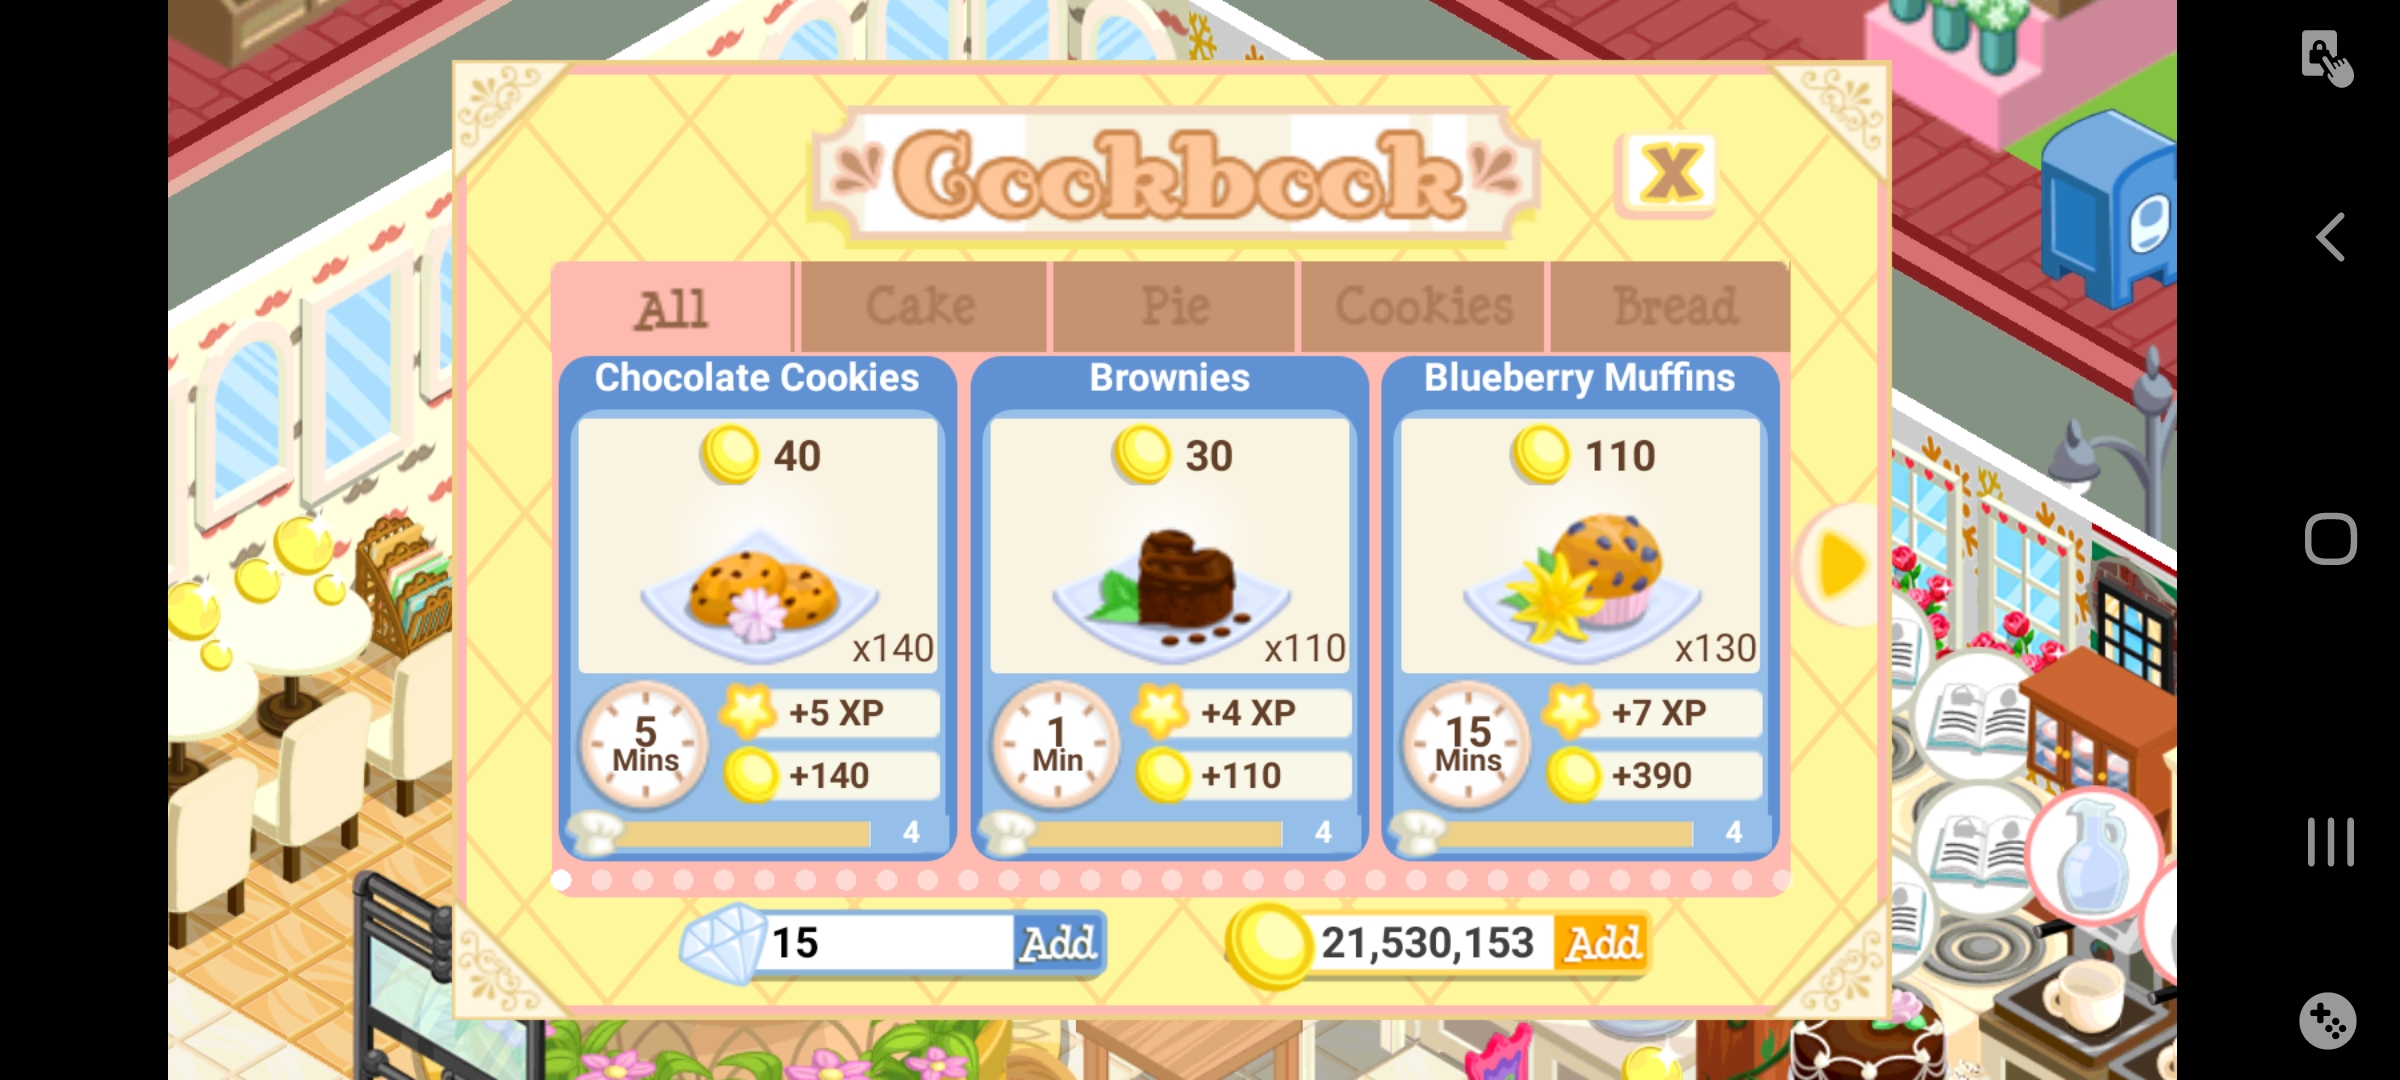 Cookbook
X
All Cake Pie Cookies Bread
Chocolate Cookies
40
x140
5 Mins
+5 XP
+140
4
Brownies
30
x110
1 Min
+4 XP
+110
4
Blueberry Muffins
110
x130
15 Mins
+7 XP
+390
4
15 Add
21,530,153 Add